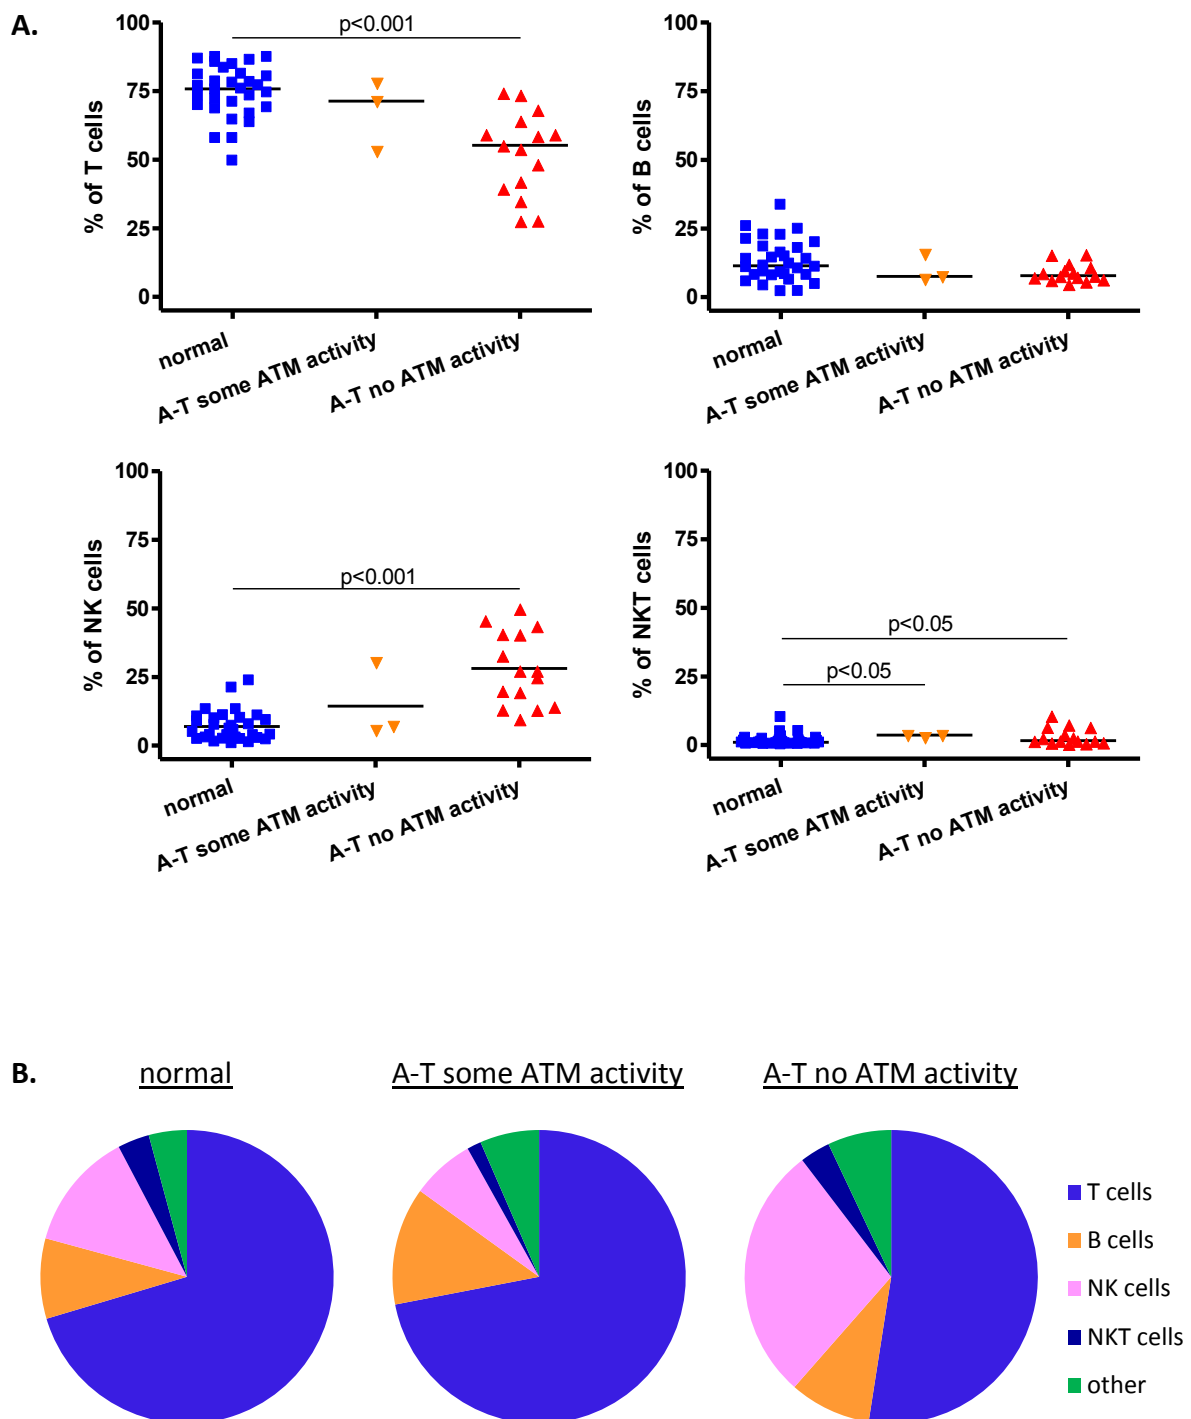 A.
100
75
50
25
0
% of T cells
p<0.001
normal
A-T some ATM activity
A-T no ATM activity
100
75
50
25
0
% of B cells
normal
A-T some ATM activity
A-T no ATM activity
100
75
50
25
0
% of NK cells
p<0.001
normal
A-T some ATM activity
A-T no ATM activity
100
75
50
25
0
% of NKT cells
p<0.05
p<0.05
normal
A-T some ATM activity
A-T no ATM activity
B.
normal
A-T some ATM activity
A-T no ATM activity
T cells
B cells
NK cells
NKT cells
other